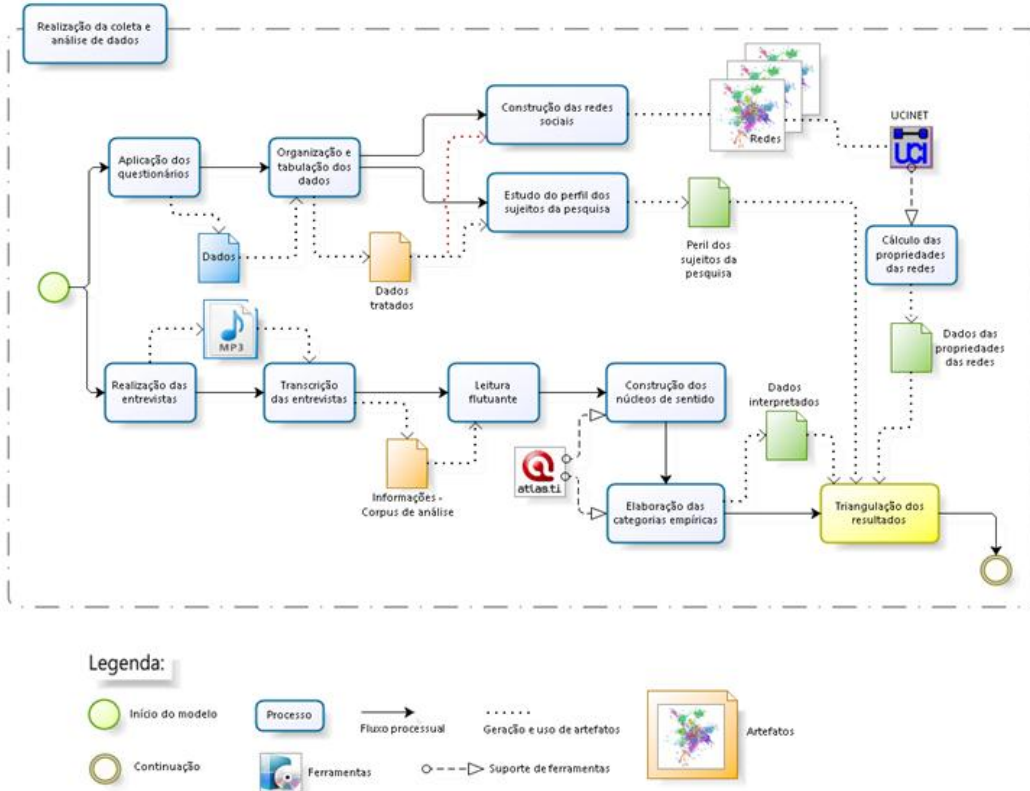 Realização da coleta e
análise de dados
Aplicação dos
questionários
Organização e
tabulação dos
dados
Construção das redes
sociais
Redes
UCINET
UCI
Estudo do perfil dos
sujeitos da pesquisa
Dados
Dados
tratados
Peril dos
sujeitos da
pesquisa
Cálculo das
propriedades
das redes
Dados das
propriedades
das redes
MP3
Realização das
entrevistas
Transcrição
das entrevistas
Leitura
flutuante
Construção dos
núcleos de sentido
Dados
interpretados
Informações -
Corpus de análise
atlas.ti
Elaboração das
categorias empíricas
Triangulação dos
resultados
Legenda:
Início do modelo
Processo
Fluxo processual
Geração e uso de artefatos
Artefatos
Continuação
Ferramentas
Suporte de ferramentas